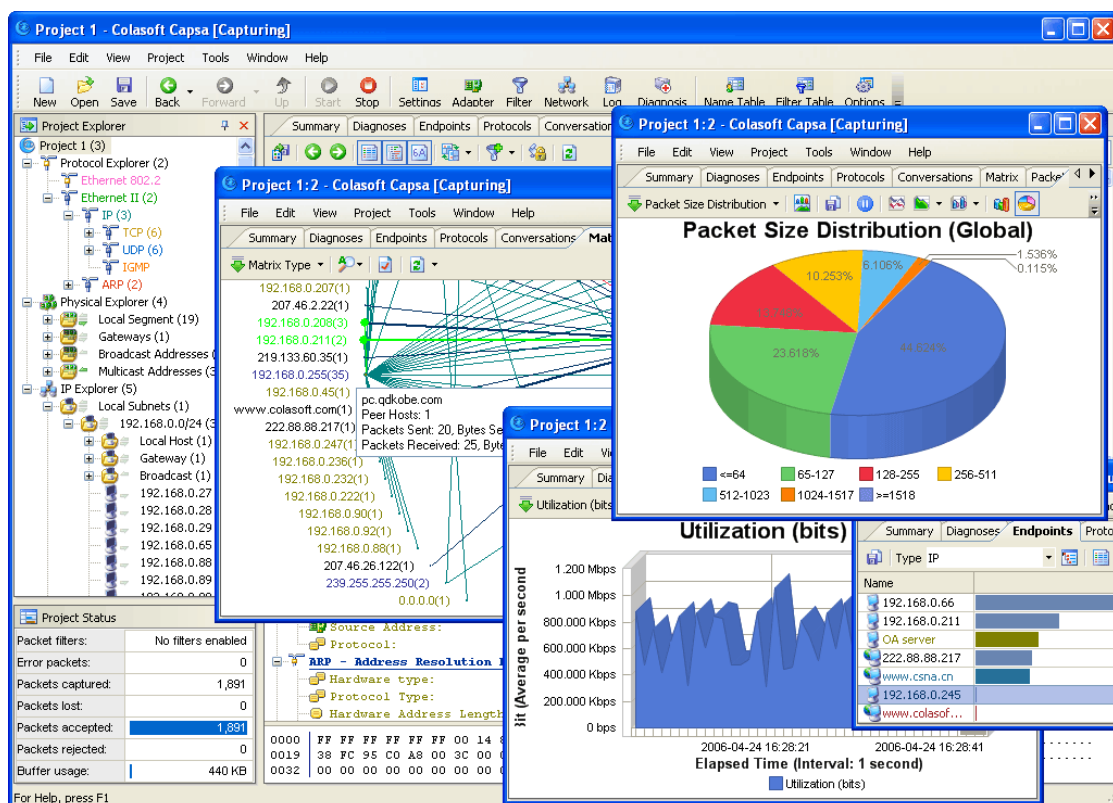 Project 1 - Colasoft Capsa [Capturing]
File Edit View Project Tools Window Help
New Open Save Back Forward Up Start Stop Settings Adapter Filter Network Log Diagnosis Name Table Filter Table Options
Project Explorer
Project 1 (3)
Protocol Explorer (2)
Ethernet 802.2
Ethernet II (2)
IP (3)
TCP (6)
UDP (6)
IGMP
ARP (2)
Physical Explorer (4)
Local Segment (19)
Gateways (1)
Broadcast Addresses
Multicast Addresses
IP Explorer (5)
Local Subnets (1)
192.168.0.0/24
Local Host (1)
Gateway (1)
Broadcast (1)
192.168.0.27
192.168.0.28
192.168.0.29
192.168.0.65
192.168.0.88
192.168.0.89
Project Status
Packet filters: No filters enabled
Error packets: 0
Packets captured: 1,891
Packets lost: 0
Packets accepted: 1,891
Packets rejected: 0
Buffer usage: 440 KB
For Help, press F1
Summary Diagnoses Endpoints Protocols Conversation
Source Address:
Protocol:
ARP - Address Resolution
Hardware type:
Protocol Type:
Hardware Address Length
0000 FF FF FF FF FF FF 00 14
0019 38 FC 95 C0 A8 00 3C 00
0032 00 00 00 00 00 00 00 00
Project 1:2 - Colasoft Capsa [Capturing]
File Edit View Project Tools Window Help
Summary Diagnoses Endpoints Protocols Conversations Mat
Matrix Type
192.168.0.207(1)
207.46.2.22(1)
192.168.0.208(3)
192.168.0.211(2)
219.133.60.35(1)
192.168.0.255(35)
192.168.0.45(1)
www.colasoft.com(1)
222.88.88.217(1)
192.168.0.247(1)
192.168.0.236(1)
192.168.0.232(1)
192.168.0.222(1)
192.168.0.90(1)
192.168.0.92(1)
192.168.0.88(1)
207.46.26.122(1)
239.255.255.250(2)
0.0.0.0(1)
pc.qdkobe.com
Peer Hosts: 1
Packets Sent: 20, Bytes Se
Packets Received: 25, Byte
Project 1:2 - Colasoft Capsa [Capturing]
File Edit View Project Tools Window Help
Summary Diagnoses Endpoints Protocols Conversations Matrix Packet
Packet Size Distribution
Packet Size Distribution (Global)
1.536%
0.115%
6.106%
10.253%
23.618%
<=64 65-127 128-255 256-511
512-1023 1024-1517 >=1518
Project 1:2
File Edit
Summary
Utilization (bits
Utilization (bits)
Bit (Average per second
1.200 Mbps
1.000 Mbps
800.000 Kbps
600.000 Kbps
400.000 Kbps
200.000 Kbps
0 bps
2006-04-24 16:28:21 2006-04-24 16:28:41
Elapsed Time (Interval: 1 second)
Utilization (bits)
Summary Diagnoses Endpoints Proto
Type IP
Name
192.168.0.66
192.168.0.211
OA server
222.88.88.217
www.csna.cn
192.168.0.245
www.colasof...